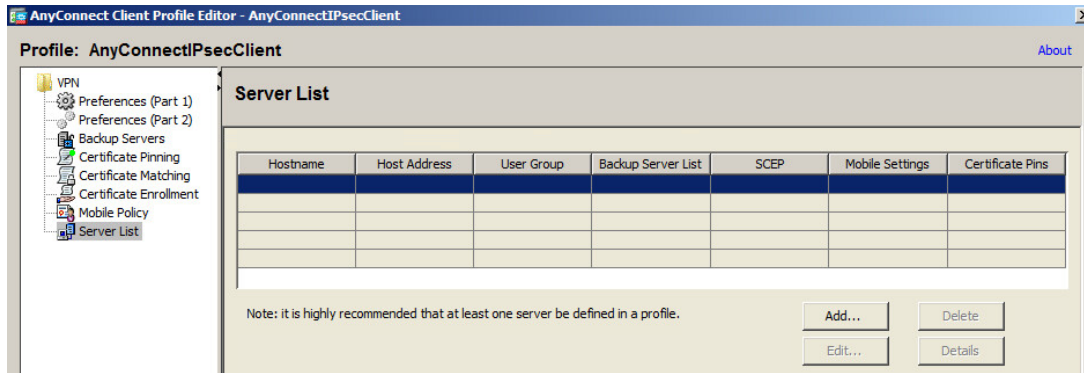 AnyConnect Client Profile Editor - AnyConnectIPsecClient
Profile: AnyConnectIPsecClient
About
VPN
Preferences (Part 1)
Preferences (Part 2)
Backup Servers
Certificate Pinning
Certificate Matching
Certificate Enrollment
Mobile Policy
Server List
Server List
Hostname Host Address User Group Backup Server List SCEP Mobile Settings Certificate Pins
Note: it is highly recommended that at least one server be defined in a profile.
Add... Delete
Edit... Details